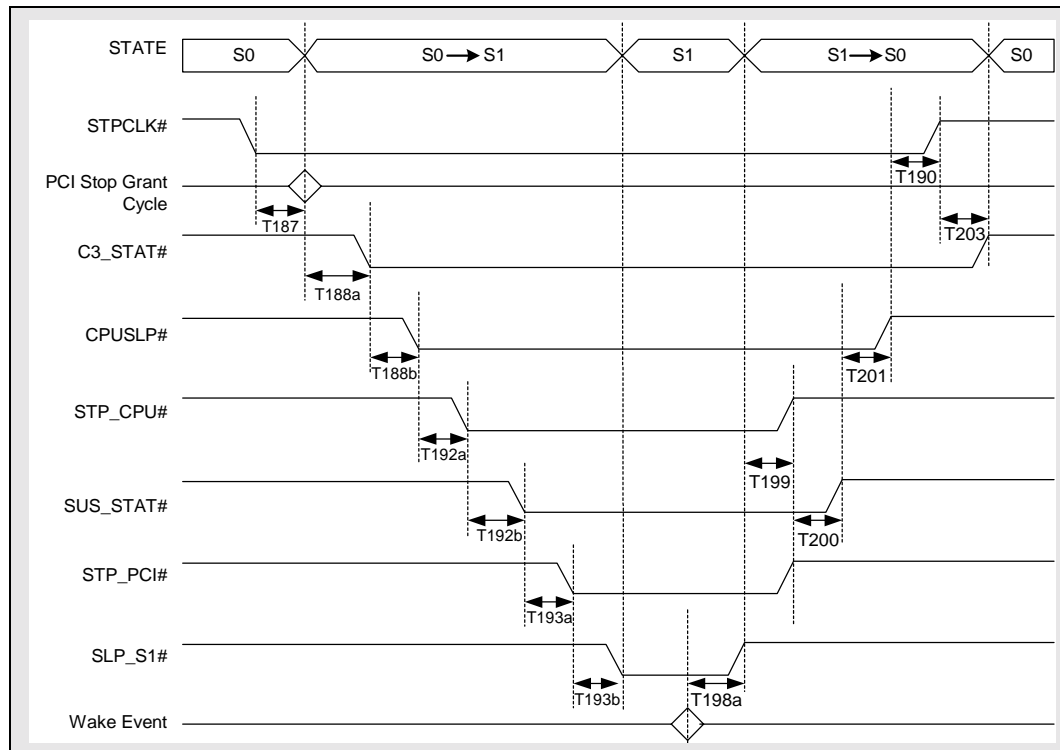 STATE
S0
S0 → S1
S1
S1 → S0
S0
STPCLK#
T190
PCI Stop Grant
Cycle
T187
T203
C3_STAT#
T188a
CPUSLP#
T188b
T201
STP_CPU#
T192a
T199
SUS_STAT#
T192b
T200
STP_PCI#
T193a
SLP_S1#
T193b
T198a
Wake Event